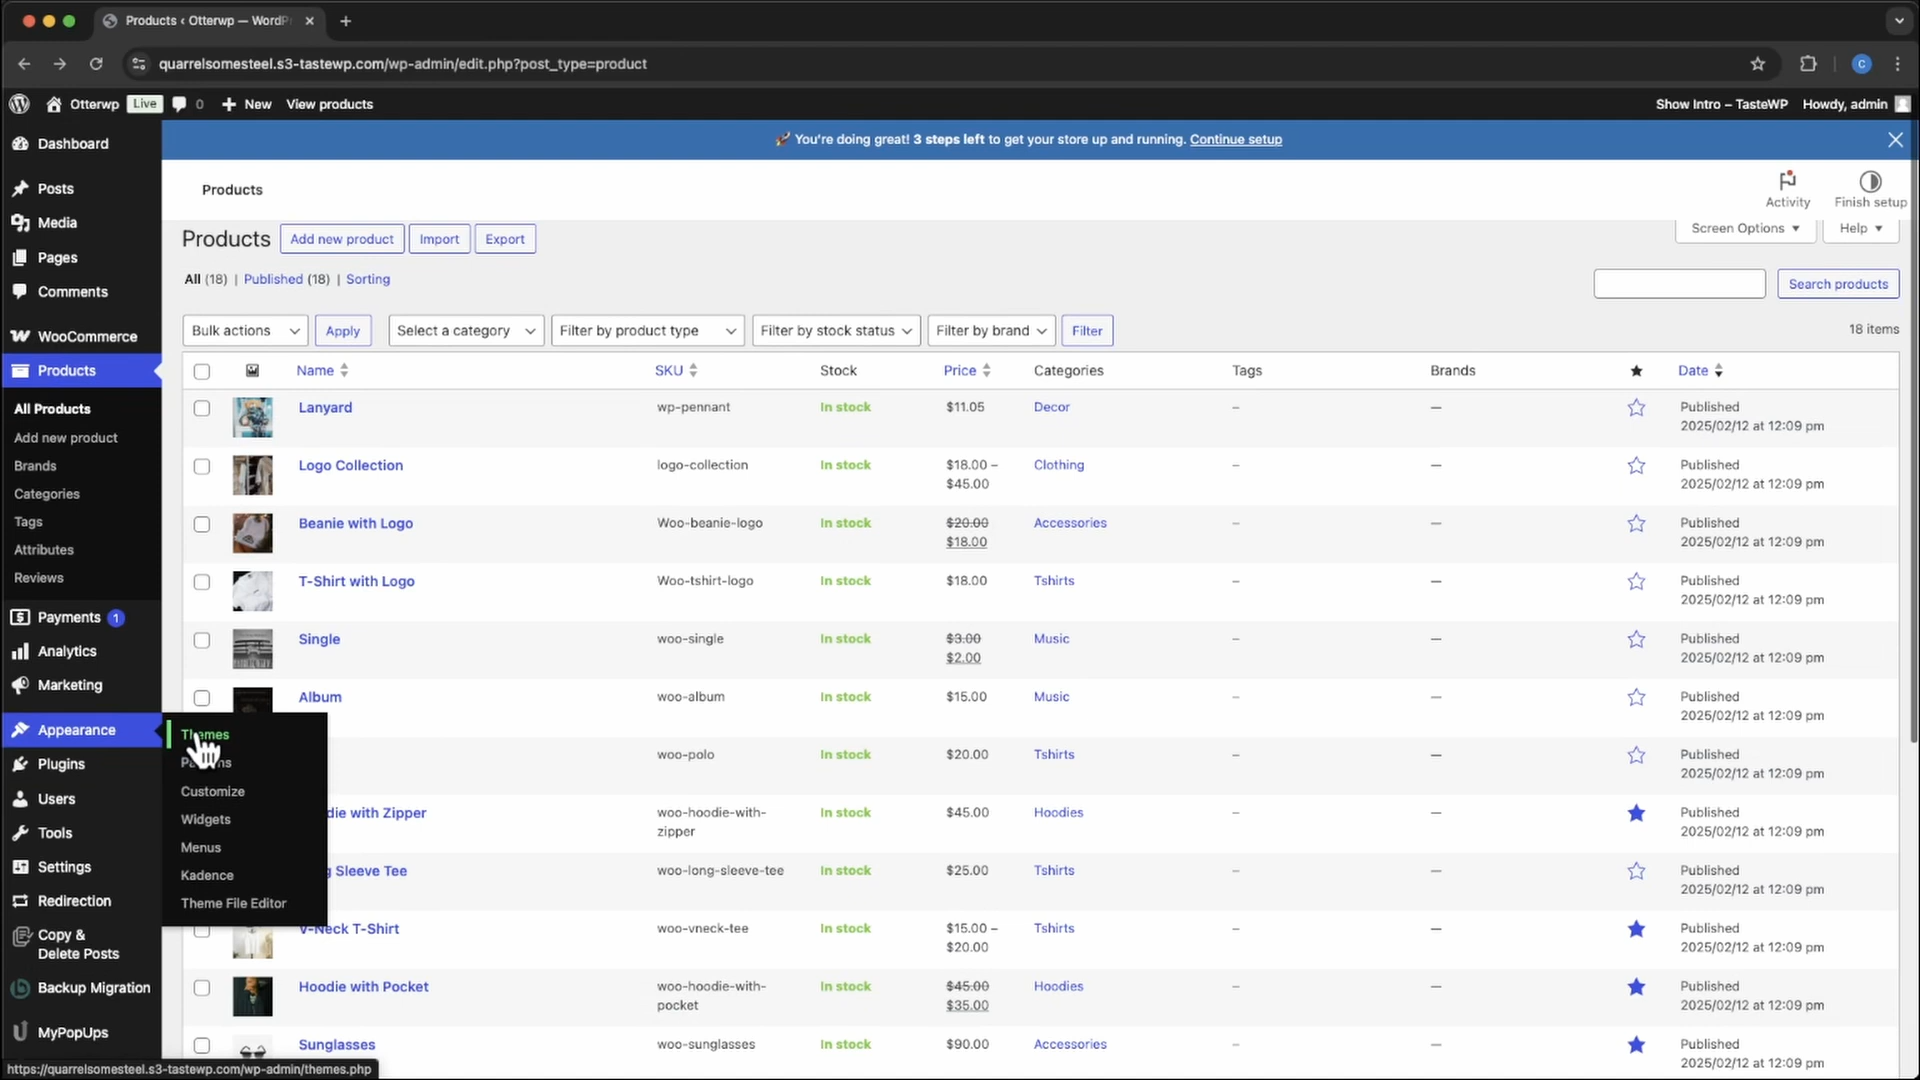 Products ‹ Otterwp — WordP
quarrelsomesteel.s3-tastewp.com/wp-admin/edit.php?post_type=product
C
Otterwp Live 0 New View products
Show Intro – TasteWP Howdy, admin
Dashboard
Posts
Media
Pages
Comments
WooCommerce
Products
All Products
Add new product
Brands
Categories
Tags
Attributes
Reviews
Payments 1
Analytics
Marketing
Appearance
Plugins
Users
Tools
Settings
Redirection
Copy &
Delete Posts
Backup Migration
MyPopUps
Themes
Customize
Widgets
Menus
Kadence
Theme File Editor
You're doing great! 3 steps left to get your store up and running. Continue setup
Products
Activity
Finish setup
Products Add new product Import Export
Screen Options Help
All (18) | Published (18) | Sorting
Search products
Bulk actions Apply Select a category Filter by product type Filter by stock status Filter by brand Filter
18 items
Name SKU Stock Price Categories Tags Brands Date
Lanyard wp-pennant In stock $11.05 Decor – — Published
2025/02/12 at 12:09 pm
Logo Collection logo-collection In stock $18.00 – Clothing – — Published
$45.00 2025/02/12 at 12:09 pm
Beanie with Logo Woo-beanie-logo In stock $20.00 Accessories – — Published
$18.00 2025/02/12 at 12:09 pm
T-Shirt with Logo Woo-tshirt-logo In stock $18.00 Tshirts – — Published
2025/02/12 at 12:09 pm
Single woo-single In stock $3.00 Music – — Published
$2.00 2025/02/12 at 12:09 pm
Album woo-album In stock $15.00 Music – — Published
2025/02/12 at 12:09 pm
woo-polo In stock $20.00 Tshirts – — Published
2025/02/12 at 12:09 pm
die with Zipper woo-hoodie-with- In stock $45.00 Hoodies – — Published
zipper 2025/02/12 at 12:09 pm
g Sleeve Tee woo-long-sleeve-tee In stock $25.00 Tshirts – — Published
2025/02/12 at 12:09 pm
V-Neck T-Shirt woo-vneck-tee In stock $15.00 – Tshirts – — Published
$20.00 2025/02/12 at 12:09 pm
Hoodie with Pocket woo-hoodie-with- In stock $45.00 Hoodies – — Published
pocket $35.00 2025/02/12 at 12:09 pm
Sunglasses woo-sunglasses In stock $90.00 Accessories – — Published
2025/02/12 at 12:09 pm
https://quarrelsomesteel.s3-tastewp.com/wp-admin/themes.php